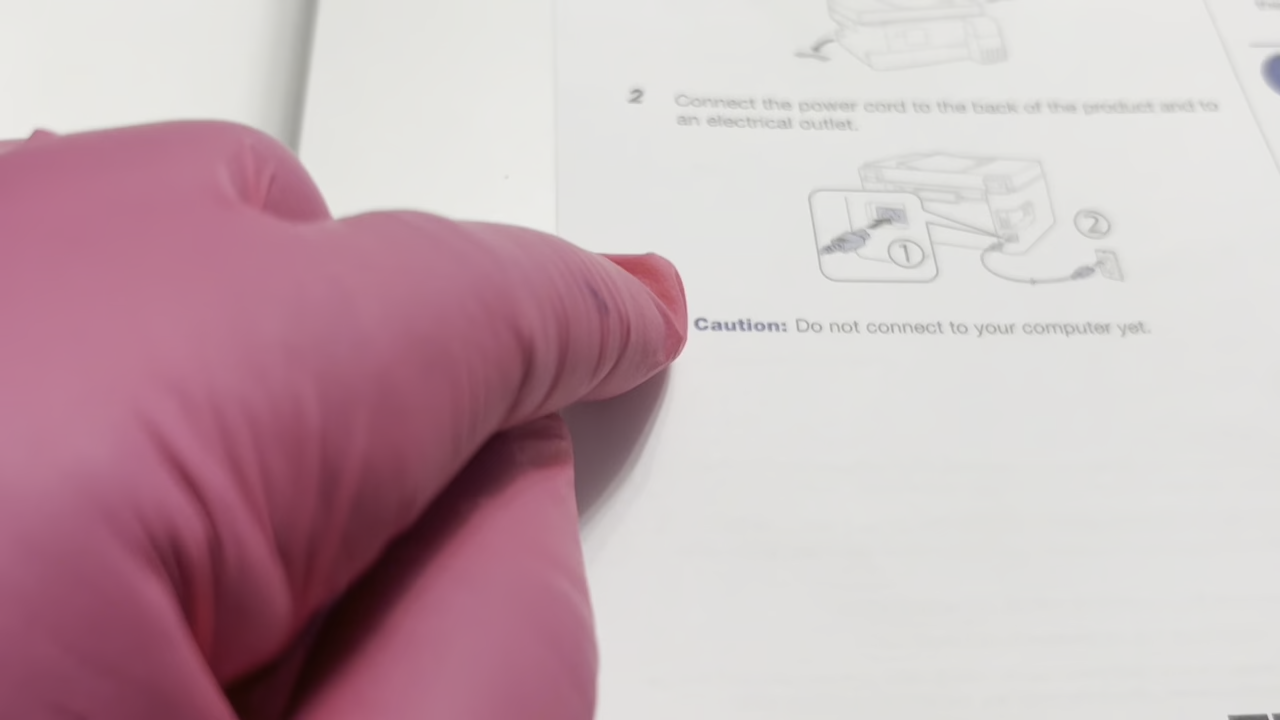 2 Connect the power cord to the back of the product and to
an electrical outlet.
1
2
Caution: Do not connect to your computer yet.